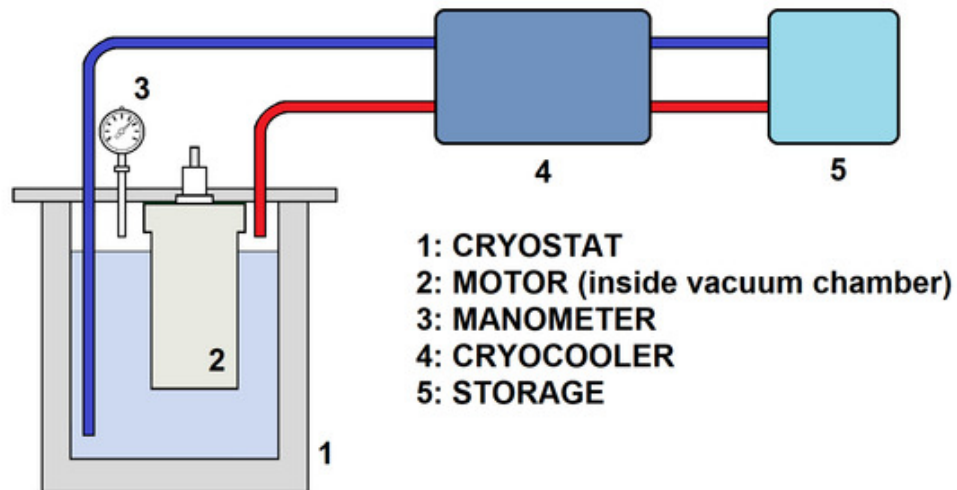 3
4
5
2
1
1: CRYOSTAT
2: MOTOR (inside vacuum chamber)
3: MANOMETER
4: CRYOCOOLER
5: STORAGE